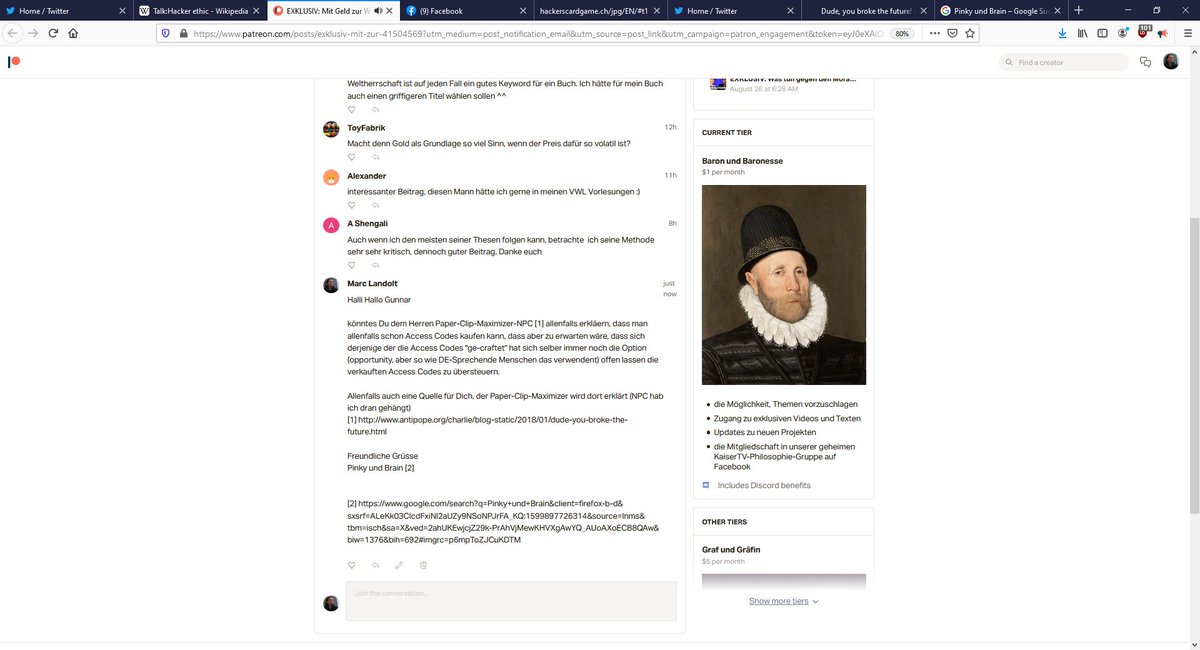 Home / Twitter
Talk:Hacker ethic - Wikipedia
EXKLUSIV: Mit Geld zur W
(9) Facebook
hackerscardgame.ch/jpg/EN/#t1
Home / Twitter
Dude, you broke the future!
Pinky und Brain – Google Su
https://www.patreon.com/posts/exklusiv-mit-zur-41504569?utm_medium=post_notification_email&utm_source=post_link&utm_campaign=patron_engagement&token=eyJ0eXAiO
80%
Find a creator
Weltherrschaft ist auf jeden Fall ein gutes Keyword für ein Buch. Ich hätte für mein Buch
auch einen griffigeren Titel wählen sollen ^^
ToyFabrik
12h
Macht denn Gold als Grundlage so viel Sinn, wenn der Preis dafür so volatil ist?
Alexander
11h
interessanter Beitrag, diesen Mann hätte ich gerne in meinen VWL Vorlesungen :)
A
A Shengali
8h
Auch wenn ich den meisten seiner Thesen folgen kann, betrachte ich seine Methode
sehr sehr kritisch, dennoch guter Beitrag. Danke euch
Marc Landolt
just
now
Halli Hallo Gunnar
könntes Du dem Herren Paper-Clip-Maximizer-NPC [1] allenfalls erkläern, dass man
allenfalls schon Access Codes kaufen kann, dass aber zu erwarten wäre, dass sich
derjenige der die Access Codes "ge-craftet" hat sich selber immer noch die Option
(opportunity, aber so wie DE-Sprechende Menschen das verwendent) offen lassen die
verkauften Access Codes zu übersteuern.
Allenfalls auch eine Quelle für Dich, der Paper-Clip-Maximizer wird dort erklärt (NPC hab
ich dran gehängt)
[1] http://www.antipope.org/charlie/blog-static/2018/01/dude-you-broke-the-
future.html
Freundliche Grüsse
Pinky und Brain [2]
[2] https://www.google.com/search?q=Pinky+und+Brain&client=firefox-b-d&
sxsrf=ALeKk03CIcdFxiNI2aUZy9NSoNPJrFA_KQ:1599897726314&source=lnms&
tbm=isch&sa=X&ved=2ahUKEwjcjZ29k-PrAhVjMewKHVXgAwYQ_AUoAXoECB8QAw&
biw=1376&bih=692#imgrc=p6mpToZJCuKDTM
Join the conversation...
EXKLUSIV: Was tun gegen den Mora...
August 26 at 6:28 AM
CURRENT TIER
Baron und Baronesse
$1 per month
die Möglichkeit, Themen vorzuschlagen
Zugang zu exklusiven Videos und Texten
Updates zu neuen Projekten
die Mitgliedschaft in unserer geheimen
KaiserTV-Philosophie-Gruppe auf
Facebook
Includes Discord benefits
OTHER TIERS
Graf und Gräfin
$5 per month
Show more tiers